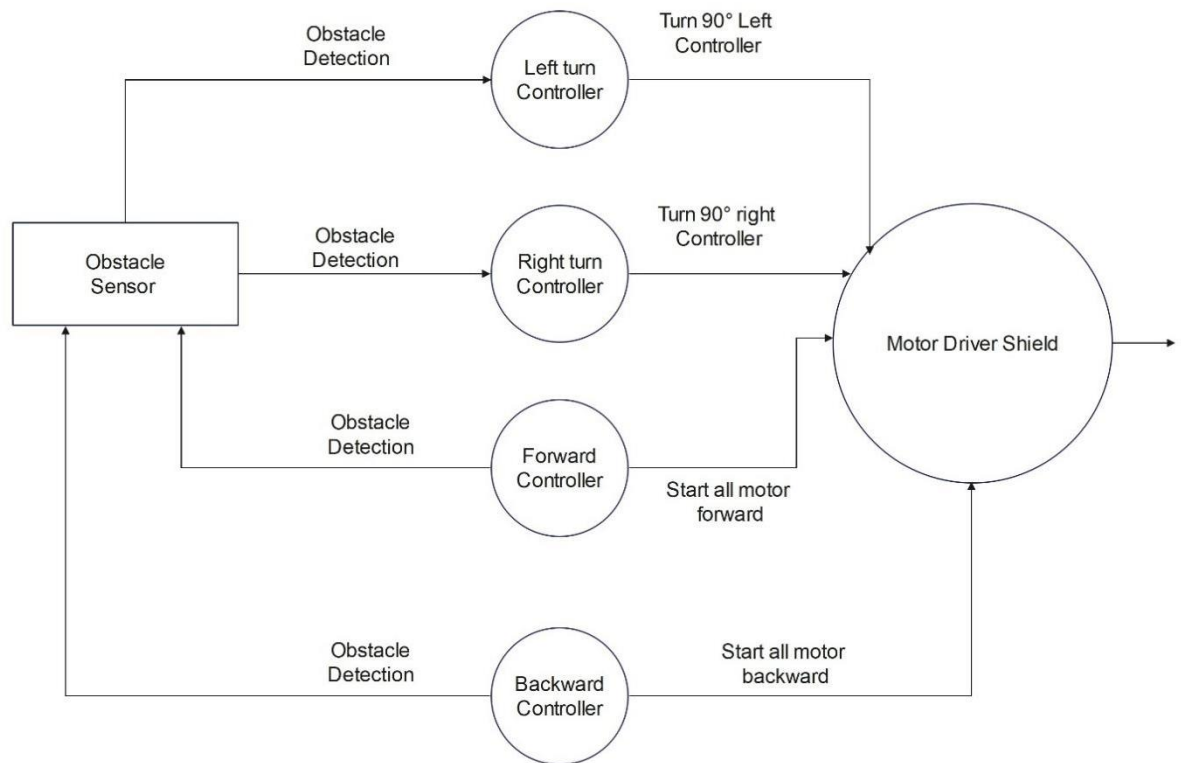 Obstacle
Detection
Left turn
Controller
Turn 90° Left
Controller
Obstacle
Sensor
Obstacle
Detection
Right turn
Controller
Turn 90° right
Controller
Motor Driver Shield
Obstacle
Detection
Forward
Controller
Start all motor
forward
Obstacle
Detection
Backward
Controller
Start all motor
backward